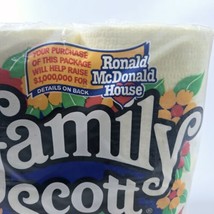 YOUR PURCHASE
OF THIS PACKAGE
WILL HELP RAISE
$1,000,000 FOR
DETAILS ON BACK
Ronald
McDonald
House
family
scott